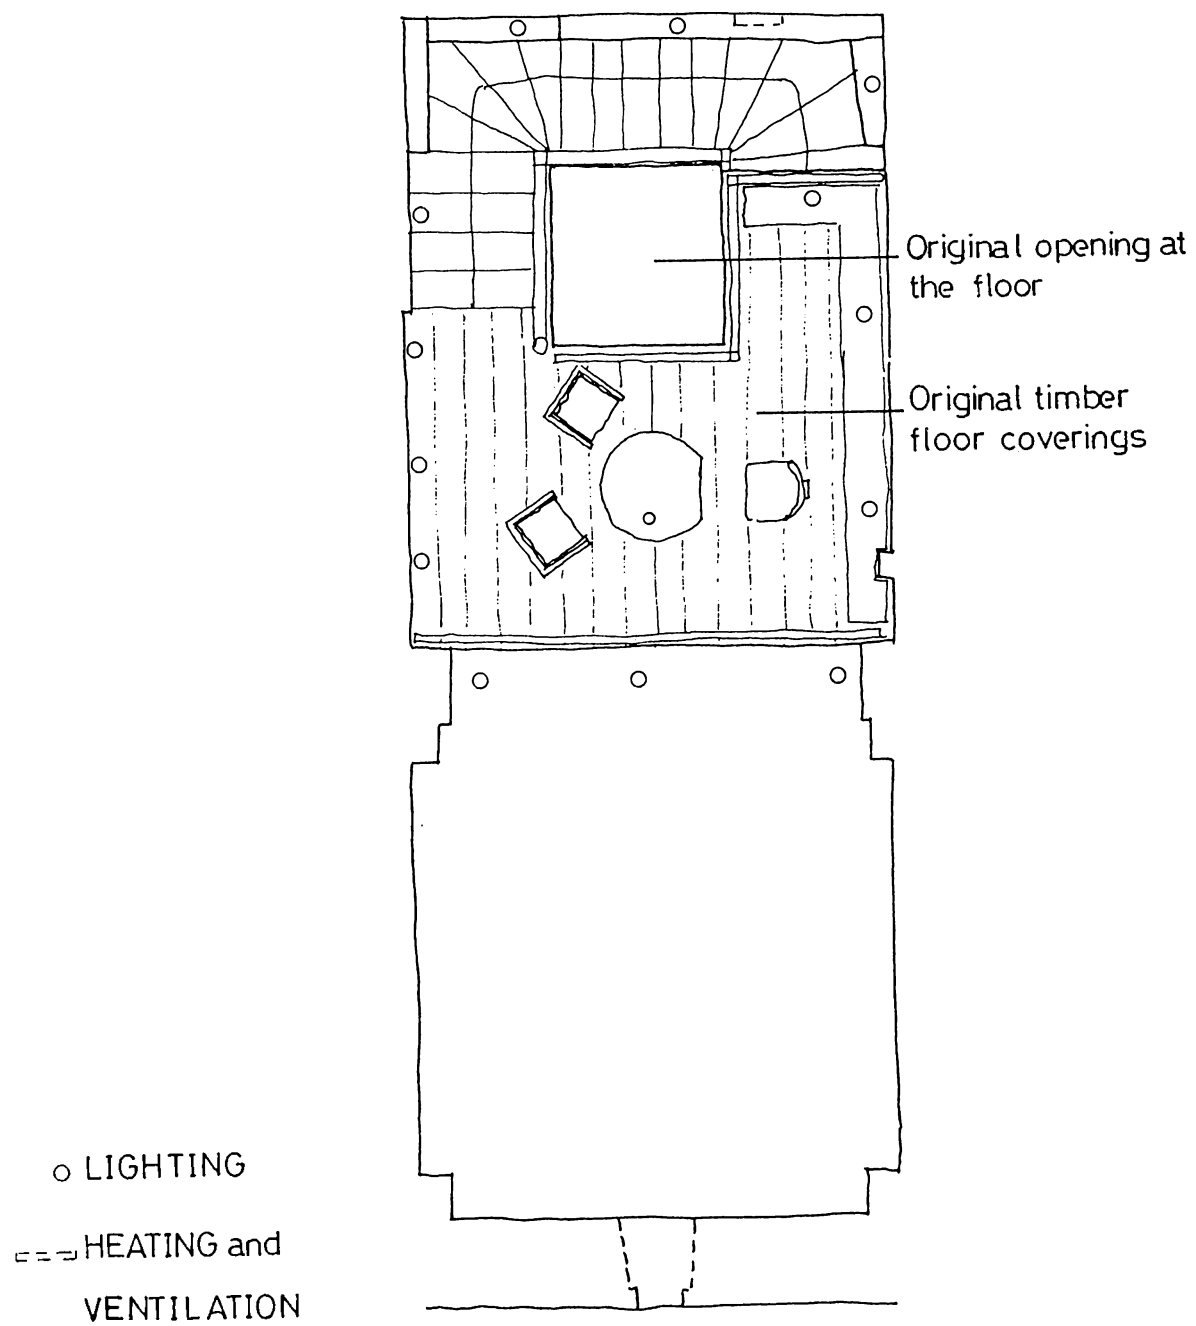 Original opening at
the floor
Original timber
floor coverings
LIGHTING
HEATING and
VENTILATION